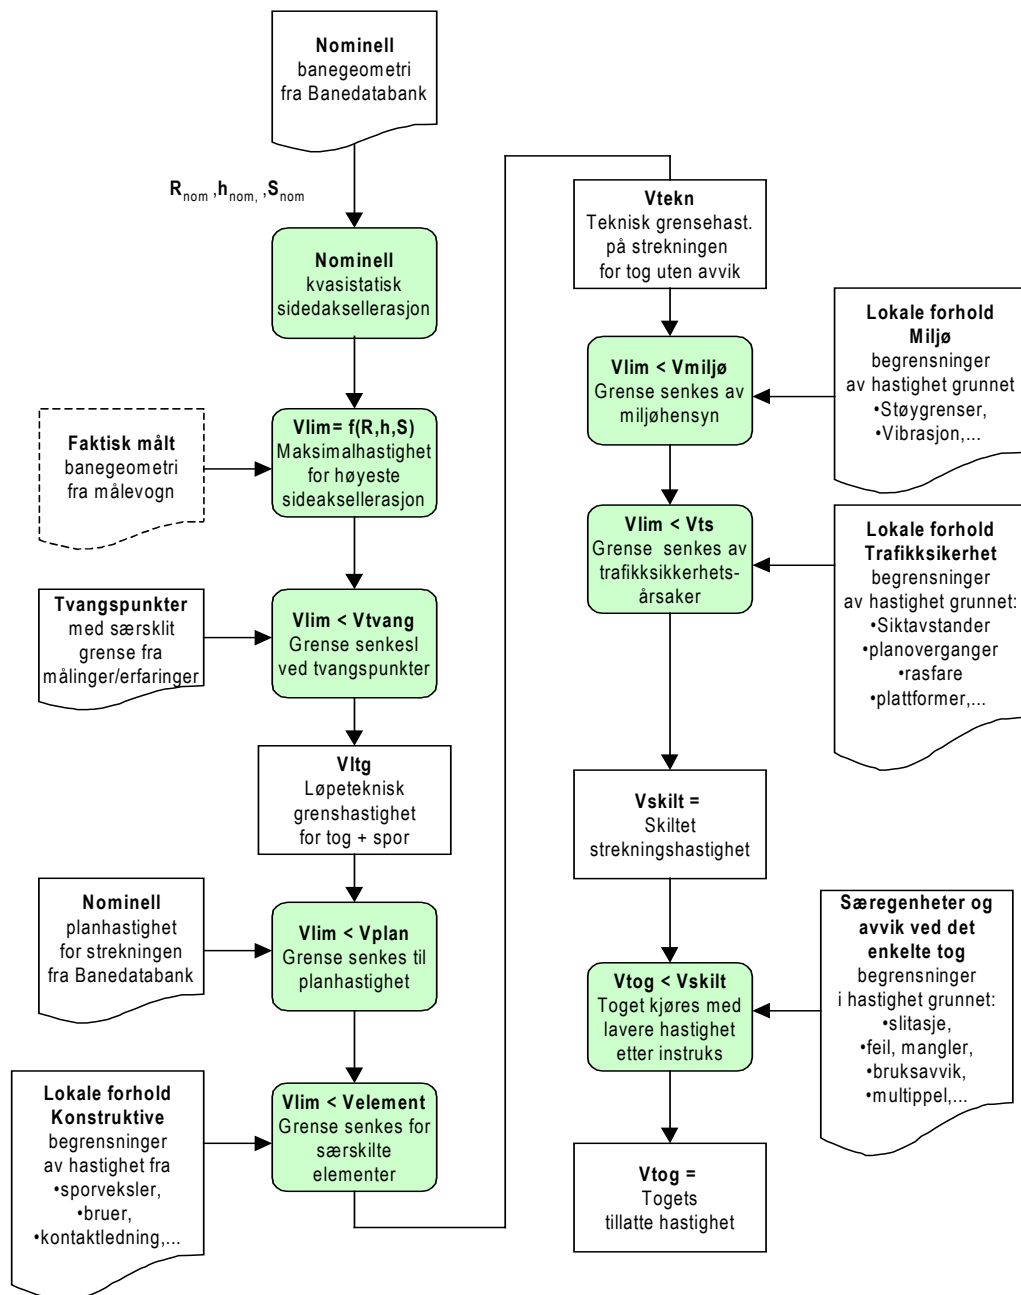 Nominell
banegeometri
fra Banedatabank
R_nom ,h_nom, ,S_nom
Nominell
kvasistatisk
sidedaksellerasjon
Faktisk målt
banegeometri
fra målevogn
Vlim= f(R,h,S)
Maksimalhastighet
for høyeste
sideaksellerasjon
Tvangspunkter
med særsklit
grense fra
målinger/erfaringer
Vlim < Vtvang
Grense senkesl
ved tvangspunkter
Vltg
Løpeteknisk
grenshastighet
for tog + spor
Nominell
planhastighet
for strekningen
fra Banedatabank
Vlim < Vplan
Grense senkes til
planhastighet
Lokale forhold
Konstruktive
begrensninger
av hastighet fra
•sporveksler,
•bruer,
•kontaktledning,...
Vlim < Velement
Grense senkes for
særskilte
elementer
Vtekn
Teknisk grensehast.
på strekningen
for tog uten avvik
Vlim < Vmiljø
Grense senkes av
miljøhensyn
Lokale forhold
Miljø
begrensninger
av hastighet grunnet
•Støygrenser,
•Vibrasjon,...
Vlim < Vts
Grense senkes av
trafikksikkerhets-
årsaker
Lokale forhold
Trafikksikerhet
begrensninger
av hastighet grunnet:
•Siktavstander
•planoverganger
•rasfare
•plattformer,...
Vskilt =
Skiltet
strekningshastighet
Vtog < Vskilt
Toget kjøres med
lavere hastighet
etter instruks
Særegenheter og
avvik ved det
enkelte tog
begrensninger
i hastighet grunnet:
•slitasje,
•feil, mangler,
•bruksavvik,
•multippel,...
Vtog =
Togets
tillatte hastighet